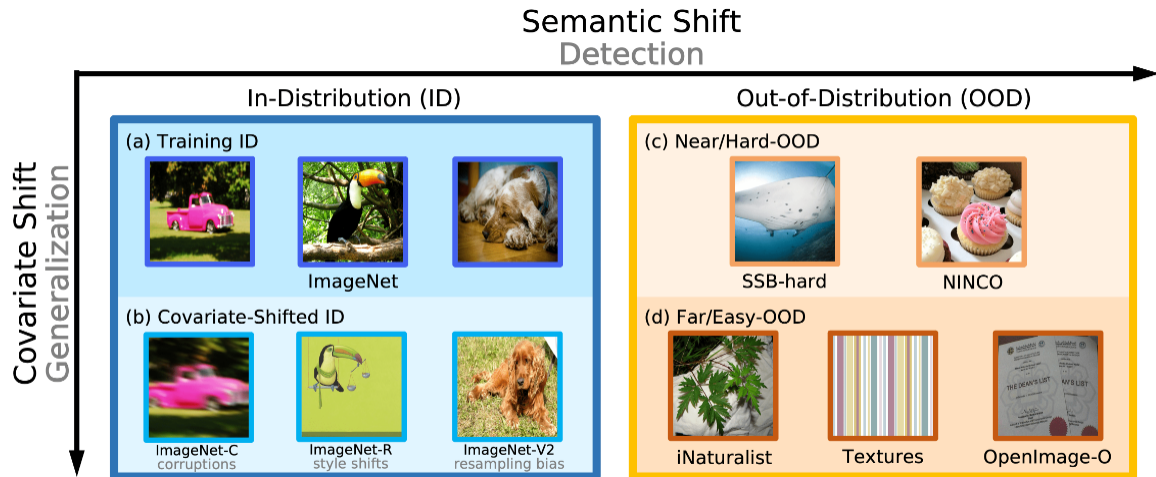 Semantic Shift
Detection
Covariate Shift
Generalization
In-Distribution (ID)
Out-of-Distribution (OOD)
(a) Training ID
ImageNet
(b) Covariate-Shifted ID
ImageNet-C
corruptions
ImageNet-R
style shifts
ImageNet-V2
resampling bias
(c) Near/Hard-OOD
SSB-hard
NINCO
(d) Far/Easy-OOD
THE DEAN'S LIST
iNaturalist
Textures
OpenImage-O